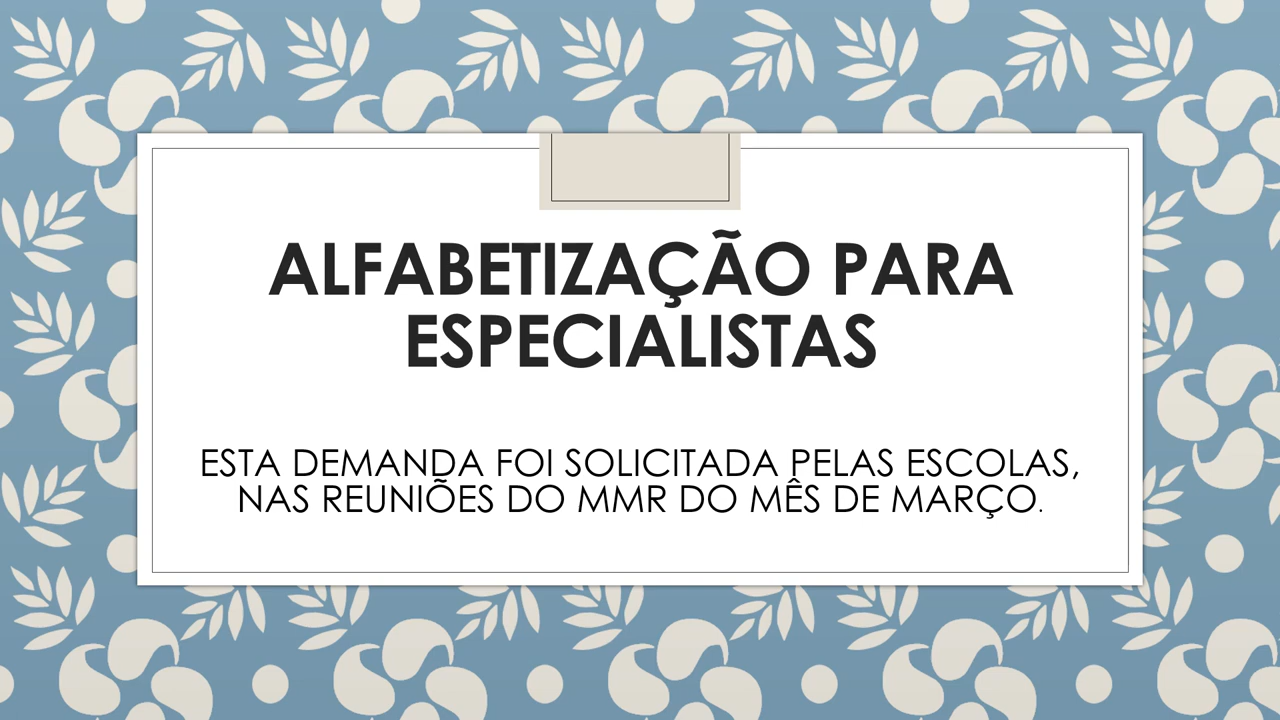 ALFABETIZAÇÃO PARA
ESPECIALISTAS
ESTA DEMANDA FOI SOLICITADA PELAS ESCOLAS,
NAS REUNIÕES DO MMR DO MÊS DE MARÇO.